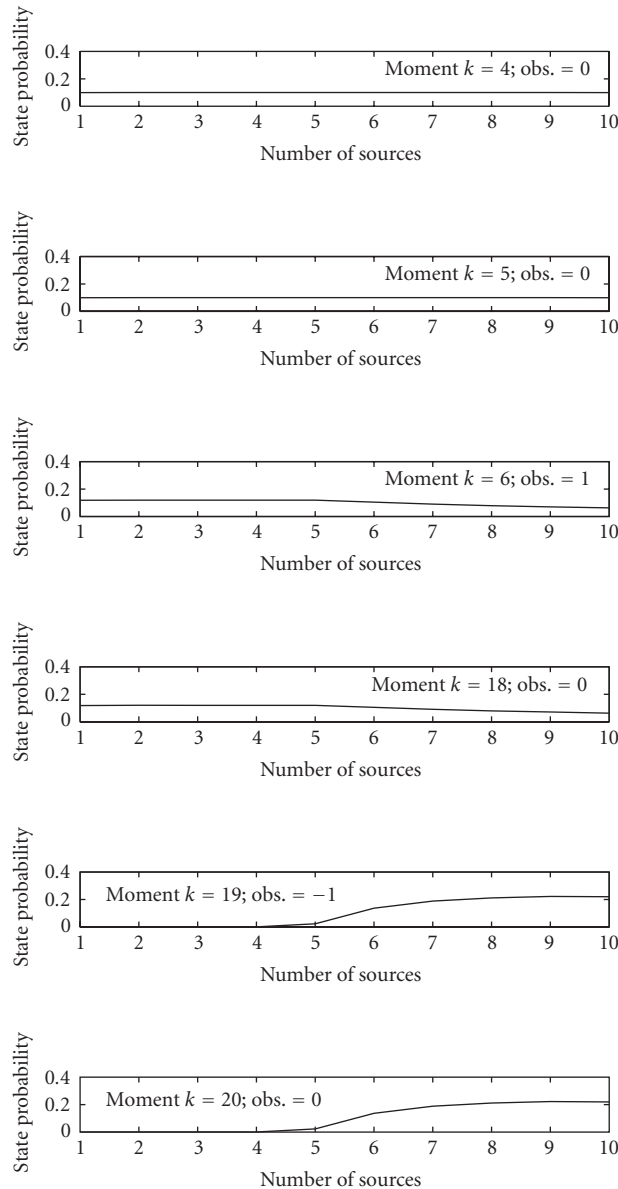 State probability
0.4
0.2
0
Moment k = 4; obs. = 0
1 2 3 4 5 6 7 8 9 10
Number of sources
State probability
0.4
0.2
0
Moment k = 5; obs. = 0
1 2 3 4 5 6 7 8 9 10
Number of sources
State probability
0.4
0.2
0
Moment k = 6; obs. = 1
1 2 3 4 5 6 7 8 9 10
Number of sources
State probability
0.4
0.2
0
Moment k = 18; obs. = 0
1 2 3 4 5 6 7 8 9 10
Number of sources
State probability
0.4
0.2
0
Moment k = 19; obs. = −1
1 2 3 4 5 6 7 8 9 10
Number of sources
State probability
0.4
0.2
0
Moment k = 20; obs. = 0
1 2 3 4 5 6 7 8 9 10
Number of sources